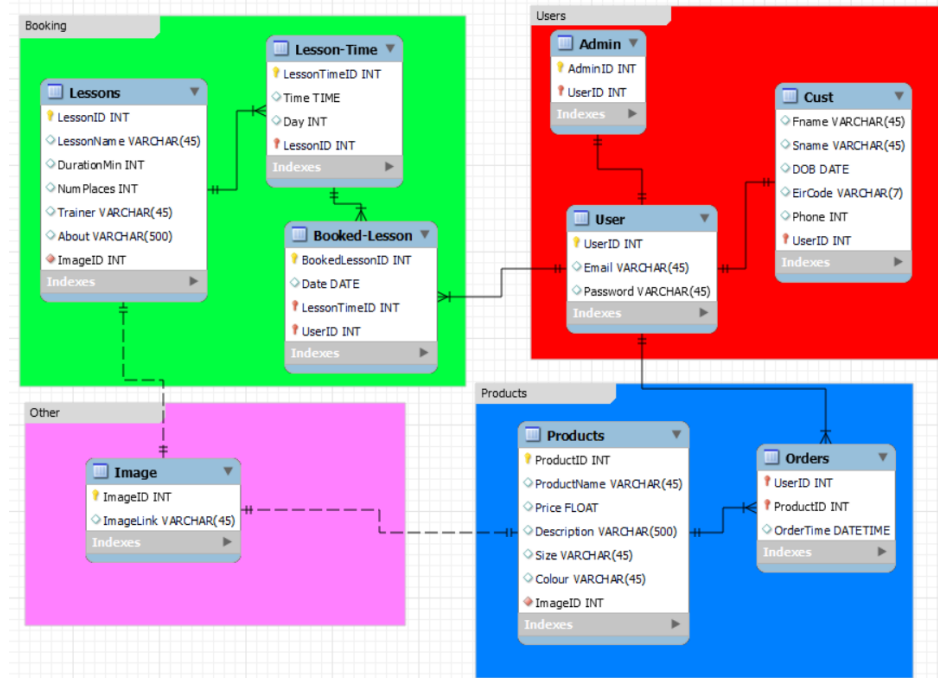 Booking
Lessons
LessonID INT
LessonName VARCHAR(45)
DurationMin INT
NumPlaces INT
Trainer VARCHAR(45)
About VARCHAR(500)
ImageID INT
Indexes
Lesson-Time
LessonTimeID INT
Time TIME
Day INT
LessonID INT
Indexes
Booked-Lesson
BookedLessonID INT
Date DATE
LessonTimeID INT
UserID INT
Indexes
Users
Admin
AdminID INT
UserID INT
Indexes
Cust
Fname VARCHAR(45)
Sname VARCHAR(45)
DOB DATE
EirCode VARCHAR(7)
Phone INT
UserID INT
Indexes
User
UserID INT
Email VARCHAR(45)
Password VARCHAR(45)
Indexes
Other
Image
ImageID INT
ImageLink VARCHAR(45)
Indexes
Products
Products
ProductID INT
ProductName VARCHAR(45)
Price FLOAT
Description VARCHAR(500)
Size VARCHAR(45)
Colour VARCHAR(45)
ImageID INT
Indexes
Orders
UserID INT
ProductID INT
OrderTime DATETIME
Indexes